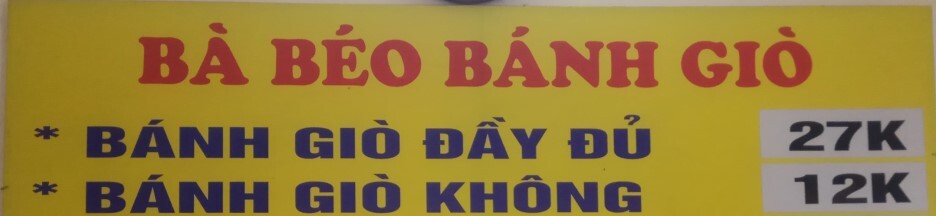 BÀ BÉO BÁNH GIÒ
* BÁNH GIÒ ĐẦY ĐỦ 27K
* BÁNH GIÒ KHÔNG 12K